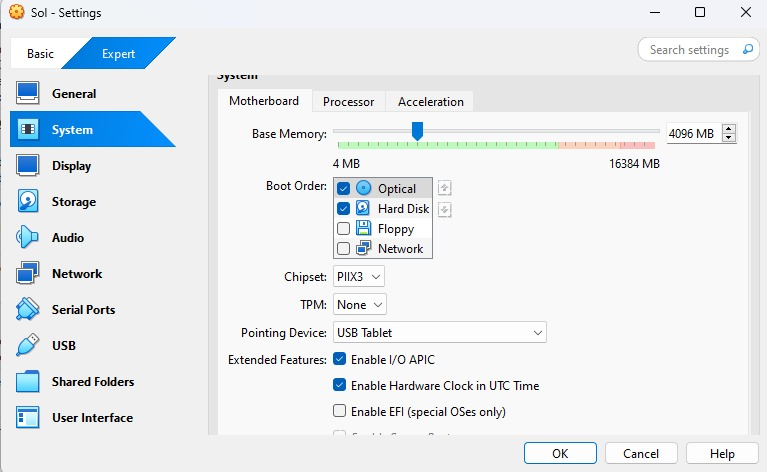 Sol - Settings
Basic Expert
Search settings
General
System
Display
Storage
Audio
Network
Serial Ports
USB
Shared Folders
User Interface
System
Motherboard Processor Acceleration
Base Memory: 4096 MB
4 MB 16384 MB
Boot Order: Optical
Hard Disk
Floppy
Network
Chipset: PIIX3
TPM: None
Pointing Device: USB Tablet
Extended Features: Enable I/O APIC
Enable Hardware Clock in UTC Time
Enable EFI (special OSes only)
OK Cancel Help